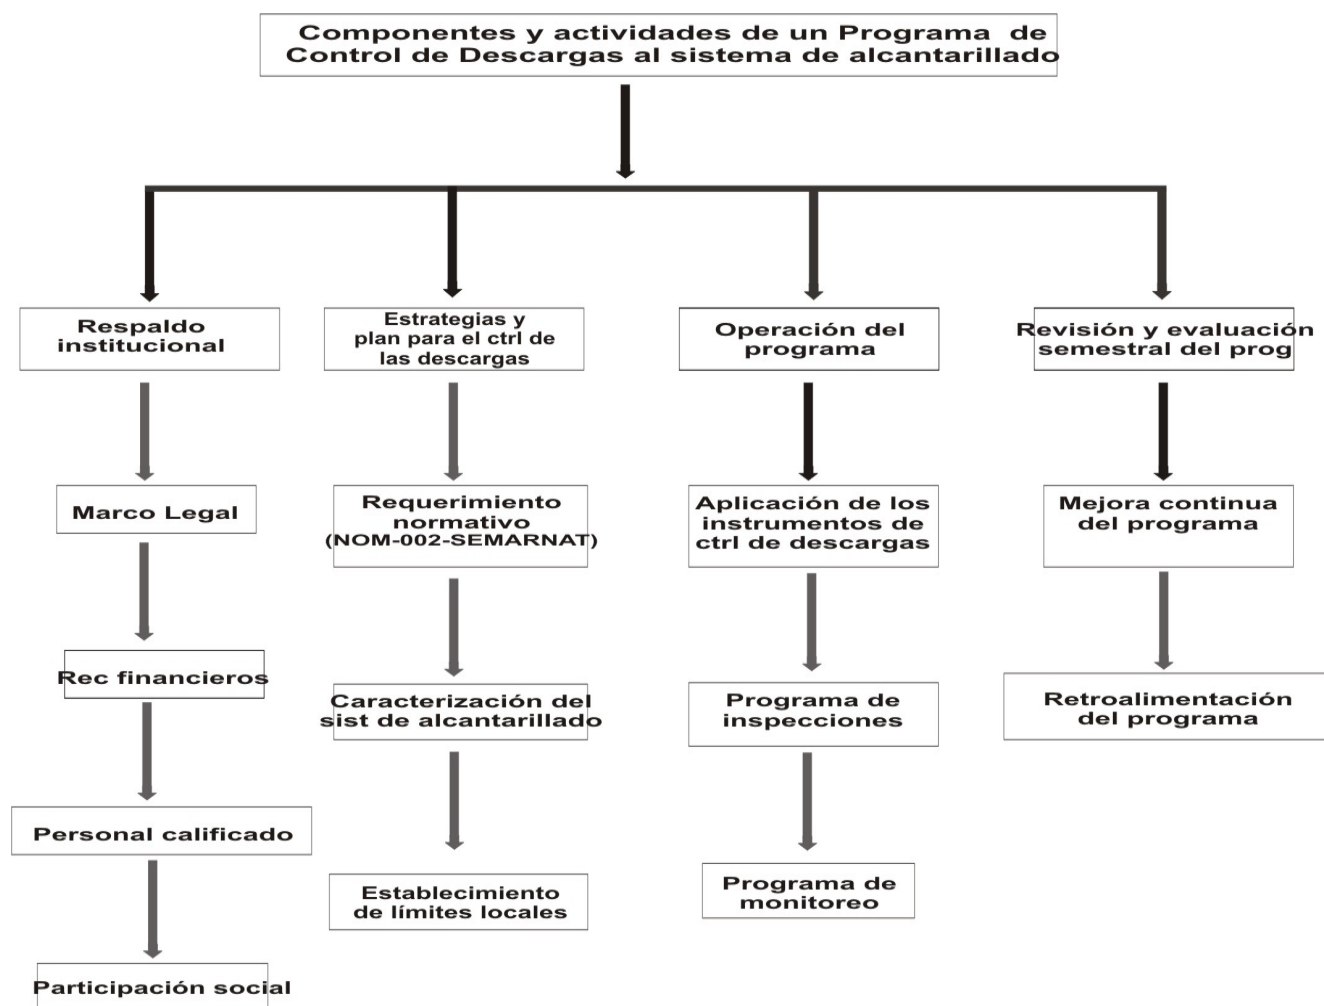 Componentes y actividades de un Programa de
Control de Descargas al sistema de alcantarillado
Respaldo
institucional
Estrategias y
plan para el ctrl de
las descargas
Operación del
programa
Revisión y evaluación
semestral del prog
Marco Legal
Requerimiento
normativo
(NOM-002-SEMARNAT)
Aplicación de los
instrumentos de
ctrl de descargas
Mejora continua
del programa
Rec financieros
Caracterización del
sist de alcantarillado
Programa de
inspecciones
Retroalimentación
del programa
Personal calificado
Establecimiento
de límites locales
Programa de
monitoreo
Participación social